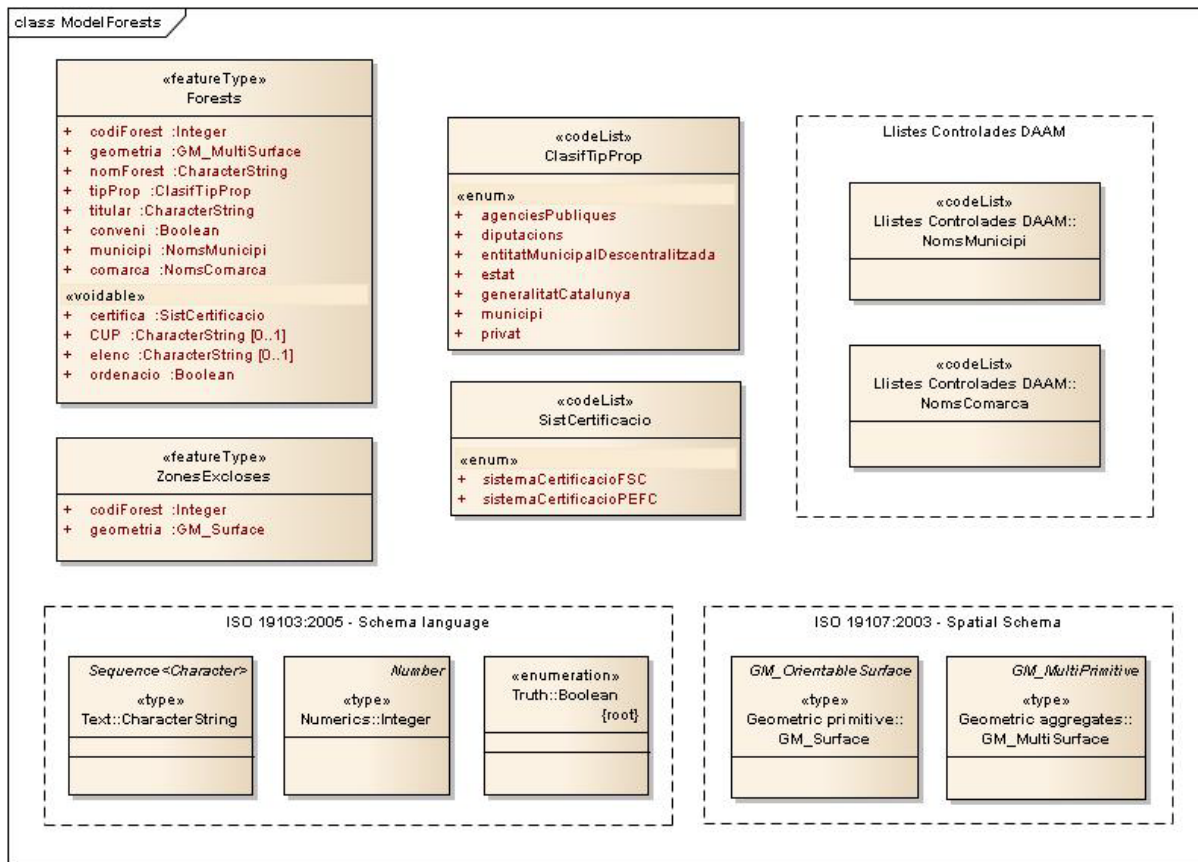 class ModelForests
«featureType»
Forests
+ codiForest :Integer
+ geometria :GM_MultiSurface
+ nomForest :CharacterString
+ tipProp :ClasifTipProp
+ titular :CharacterString
+ conveni :Boolean
+ municipi :NomsMunicipi
+ comarca :NomsComarca
«voidable»
+ certifica :SistCertificacio
+ CUP :CharacterString [0..1]
+ elenc :CharacterString [0..1]
+ ordenacio :Boolean
«featureType»
ZonesExcloses
+ codiForest :Integer
+ geometria :GM_Surface
«codeList»
ClasifTipProp
«enum»
+ agenciesPubliques
+ diputacions
+ entitatMunicipalDescentralitzada
+ estat
+ generalitatCatalunya
+ municipi
+ privat
«codeList»
SistCertificacio
«enum»
+ sistemaCertificacioFSC
+ sistemaCertificacioPEFC
Llistes Controlades DAAM
«codeList»
Llistes Controlades DAAM::
NomsMunicipi
«codeList»
Llistes Controlades DAAM::
NomsComarca
ISO 19103:2005 - Schema language
Sequence<Character>
«type»
Text::CharacterString
Number
«type»
Numerics::Integer
«enumeration»
Truth::Boolean
{root}
ISO 19107:2003 - Spatial Schema
GM_OrientableSurface
«type»
Geometric primitive::
GM_Surface
GM_MultiPrimitive
«type»
Geometric aggregates::
GM_MultiSurface